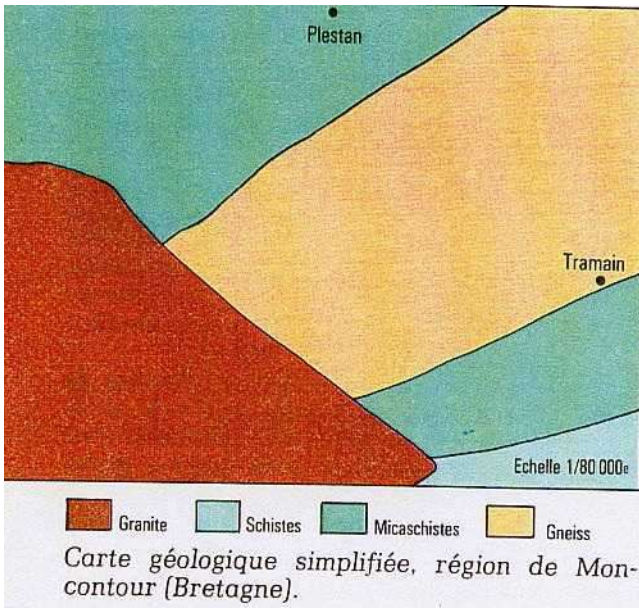 Plestan
Tramain
Echelle 1/80 000e
Granite
Schistes
Micaschistes
Gneiss
Carte géologique simplifiée, région de Mon-
contour (Bretagne).